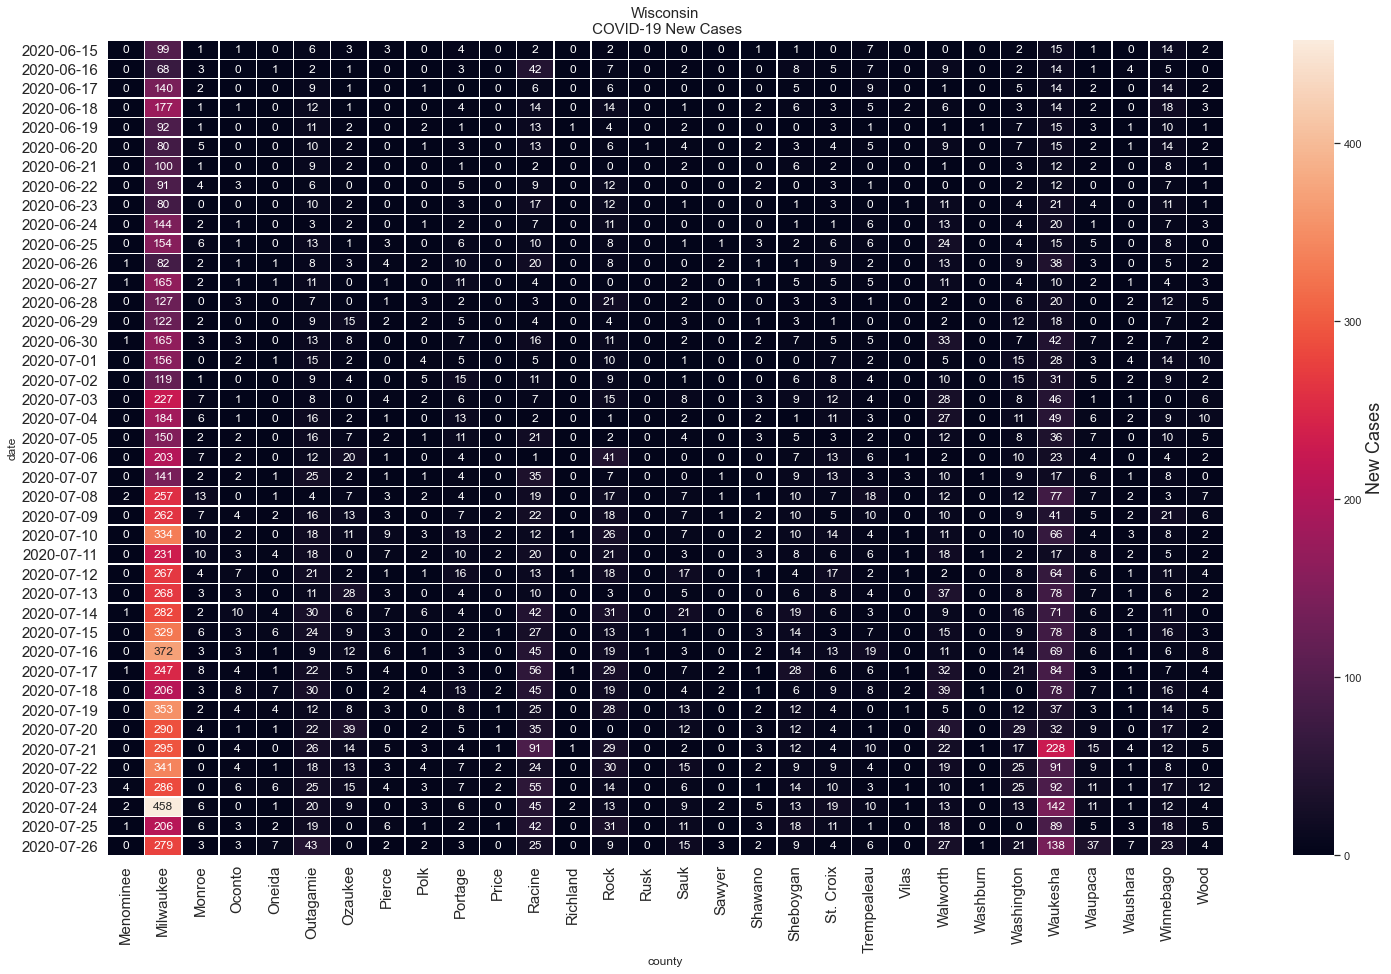 Wisconsin
COVID-19 New Cases
2020-06-15 0 99 1 1 0 6 3 3 0 4 0 2 0 2 0 0 0 1 1 0 7 0 0 0 2 15 1 0 14 2
2020-06-16 0 68 3 0 1 2 1 0 0 3 0 42 0 7 0 2 0 0 8 5 7 0 9 0 2 14 1 4 5 0
2020-06-17 0 140 2 0 0 9 1 0 1 0 0 6 0 6 0 0 0 0 5 0 9 0 1 0 5 14 2 0 14 2
2020-06-18 0 177 1 1 0 12 1 0 0 4 0 14 0 14 0 1 0 2 6 3 5 2 6 0 3 14 2 0 18 3
2020-06-19 0 92 1 0 0 11 2 0 2 1 0 13 1 4 0 2 0 0 0 3 1 0 1 1 7 15 3 1 10 1
2020-06-20 0 80 5 0 0 10 2 0 1 3 0 13 0 6 1 4 0 2 3 4 5 0 9 0 7 15 2 1 14 2
2020-06-21 0 100 1 0 0 9 2 0 0 1 0 2 0 0 0 2 0 0 6 2 0 0 1 0 3 12 2 0 8 1
2020-06-22 0 91 4 3 0 6 0 0 0 5 0 9 0 12 0 0 0 2 0 3 1 0 0 0 2 12 0 0 7 1
2020-06-23 0 80 0 0 0 10 2 0 0 3 0 17 0 12 0 1 0 0 1 3 0 1 11 0 4 21 4 0 11 1
2020-06-24 0 144 2 1 0 3 2 0 1 2 0 7 0 11 0 0 0 0 1 1 6 0 13 0 4 20 1 0 7 3
2020-06-25 0 154 6 1 0 13 1 3 0 6 0 10 0 8 0 1 1 3 2 6 6 0 24 0 4 15 5 0 8 0
2020-06-26 1 82 2 1 1 8 3 4 2 10 0 20 0 8 0 0 2 1 1 9 2 0 13 0 9 38 3 0 5 2
2020-06-27 1 165 2 1 1 11 0 1 0 11 0 4 0 0 0 2 0 1 5 5 5 0 11 0 4 10 2 1 4 3
2020-06-28 0 127 0 3 0 7 0 1 3 2 0 3 0 21 0 2 0 0 3 3 1 0 2 0 6 20 0 2 12 5
2020-06-29 0 122 2 0 0 9 15 2 2 5 0 4 0 4 0 3 0 1 3 1 0 0 2 0 12 18 0 0 7 2
2020-06-30 1 165 3 3 0 13 8 0 0 7 0 16 0 11 0 2 0 2 7 5 5 0 33 0 7 42 7 2 7 2
2020-07-01 0 156 0 2 1 15 2 0 4 5 0 5 0 10 0 1 0 0 0 7 2 0 5 0 15 28 3 4 14 10
2020-07-02 0 119 1 0 0 9 4 0 5 15 0 11 0 9 0 1 0 0 6 8 4 0 10 0 15 31 5 2 9 2
2020-07-03 0 227 7 1 0 8 0 4 2 6 0 7 0 15 0 8 0 3 9 12 4 0 28 0 8 46 1 1 0 6
2020-07-04 0 184 6 1 0 16 2 1 0 13 0 2 0 1 0 2 0 2 1 11 3 0 27 0 11 49 6 2 9 10
2020-07-05 0 150 2 2 0 16 7 2 1 11 0 21 0 2 0 4 0 3 5 3 2 0 12 0 8 36 7 0 10 5
2020-07-06 0 203 7 2 0 12 20 1 0 4 0 1 0 41 0 0 0 0 7 13 6 1 2 0 10 23 4 0 4 2
2020-07-07 0 141 2 2 1 25 2 1 1 4 0 35 0 7 0 0 1 0 9 13 3 3 10 1 9 17 6 1 8 0
2020-07-08 2 257 13 0 1 4 7 3 2 4 0 19 0 17 0 7 1 1 10 7 18 0 12 0 12 77 7 2 3 7
2020-07-09 0 262 7 4 2 16 13 3 0 7 2 22 0 18 0 7 1 2 10 5 10 0 10 0 9 41 5 2 21 6
2020-07-10 0 334 10 2 0 18 11 9 3 13 2 12 1 26 0 7 0 2 10 14 4 1 11 0 10 66 4 3 8 2
2020-07-11 0 231 10 3 4 18 0 7 2 10 2 20 0 21 0 3 0 3 8 6 6 1 18 1 2 17 8 2 5 2
2020-07-12 0 267 4 7 0 21 2 1 1 16 0 13 1 18 0 17 0 1 4 17 2 1 2 0 8 64 6 1 11 4
2020-07-13 0 268 3 3 0 11 28 3 0 4 0 10 0 3 0 5 0 0 6 8 4 0 37 0 8 78 7 1 6 2
2020-07-14 1 282 2 10 4 30 6 7 6 4 0 42 0 31 0 21 0 6 19 6 3 0 9 0 16 71 6 2 11 0
2020-07-15 0 329 6 3 6 24 9 3 0 2 1 27 0 13 1 1 0 3 14 3 7 0 15 0 9 78 8 1 16 3
2020-07-16 0 372 3 3 1 9 12 6 1 3 0 45 0 19 1 3 0 2 14 13 19 0 11 0 14 69 6 1 6 8
2020-07-17 1 247 8 4 1 22 5 4 0 3 0 56 1 29 0 7 2 1 28 6 6 1 32 0 21 84 3 1 7 4
2020-07-18 0 206 3 8 7 30 0 2 4 13 2 45 0 19 0 4 2 1 6 9 8 2 39 1 0 78 7 1 16 4
2020-07-19 0 353 2 4 4 12 8 3 0 8 1 25 0 28 0 13 0 2 12 4 0 1 5 0 12 37 3 1 14 5
2020-07-20 0 290 4 1 1 22 39 0 2 5 1 35 0 0 0 12 0 3 12 4 1 0 40 0 29 32 9 0 17 2
2020-07-21 0 295 0 4 0 26 14 5 3 4 1 91 1 29 0 2 0 3 12 4 10 0 22 1 17 228 15 4 12 5
2020-07-22 0 341 0 4 1 18 13 3 4 7 2 24 0 30 0 15 0 2 9 9 4 0 19 0 25 91 9 1 8 0
2020-07-23 4 286 0 6 6 25 15 4 3 7 2 55 0 14 0 6 0 1 14 10 3 1 10 1 25 92 11 1 17 12
2020-07-24 2 458 6 0 1 20 9 0 3 6 0 45 2 13 0 9 2 5 13 19 10 1 13 0 13 142 11 1 12 4
2020-07-25 1 206 6 3 2 19 0 6 1 2 1 42 0 31 0 11 0 3 18 11 1 0 18 0 0 89 5 3 18 5
2020-07-26 0 279 3 3 7 43 0 2 2 3 0 25 0 9 0 15 3 2 9 4 6 0 27 1 21 138 37 7 23 4
Menominee Milwaukee Monroe Oconto Oneida Outagamie Ozaukee Pierce Polk Portage Price Racine Richland Rock Rusk Sauk Sawyer Shawano Sheboygan St. Croix Trempealeau Vilas Walworth Washburn Washington Waukesha Waupaca Waushara Winnebago Wood
county
date
400
300
200
100
0
New Cases